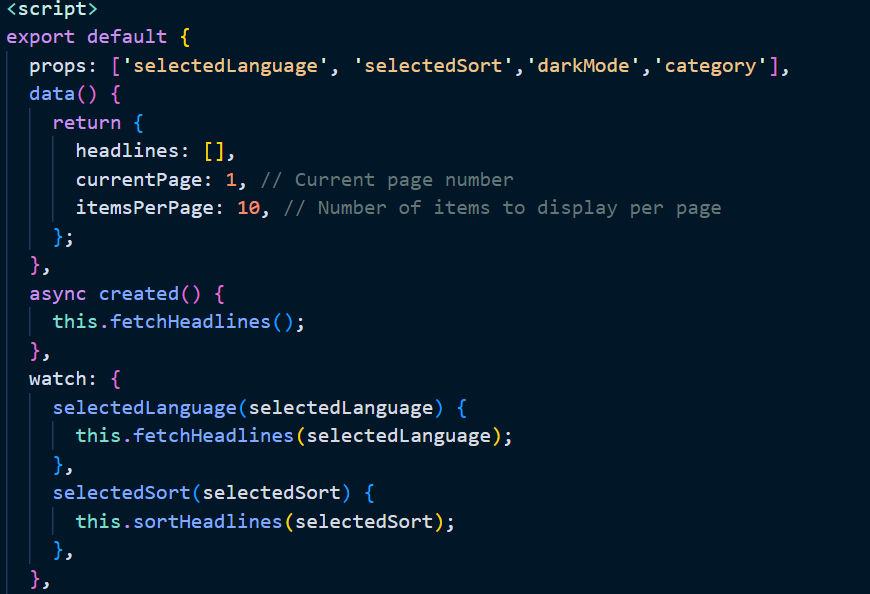 <script>
export default {
  props: ['selectedLanguage', 'selectedSort','darkMode','category'],
  data() {
    return {
      headlines: [],
      currentPage: 1, // Current page number
      itemsPerPage: 10, // Number of items to display per page
    };
  },
  async created() {
    this.fetchHeadlines();
  },
  watch: {
    selectedLanguage(selectedLanguage) {
      this.fetchHeadlines(selectedLanguage);
    },
    selectedSort(selectedSort) {
      this.sortHeadlines(selectedSort);
    },
  },